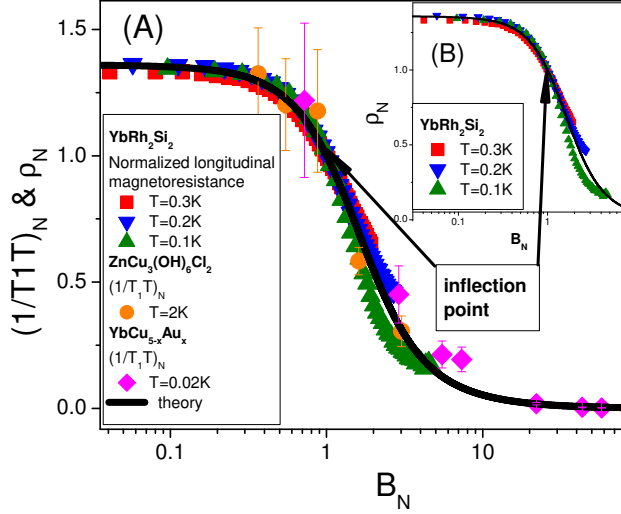 (A)
(1/T1T)N & ρN
1.5
1.0
0.5
0.0
0.1
1
10
BN
YbRh2Si2
Normalized longitudinal
magnetoresistance
T=0.3K
T=0.2K
T=0.1K
ZnCu3(OH)6Cl2
(1/T1T)N
T=2K
YbCu5-xAux
(1/T1T)N
T=0.02K
theory
inflection
point
(B)
ρN
1.0
0.5
0.0
0.1
1
10
BN
YbRh2Si2
T=0.3K
T=0.2K
T=0.1K